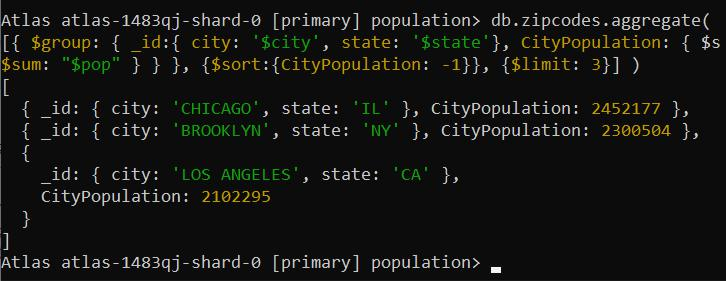 Atlas atlas-1483qj-shard-0 [primary] population> db.zipcodes.aggregate(
[{ $group: { _id:{ city: '$city', state: '$state'}, CityPopulation: { $s
$sum: "$pop" } } }, {$sort:{CityPopulation: -1}}, {$limit: 3}] )
[
  { _id: { city: 'CHICAGO', state: 'IL' }, CityPopulation: 2452177 },
  { _id: { city: 'BROOKLYN', state: 'NY' }, CityPopulation: 2300504 },
  {
    _id: { city: 'LOS ANGELES', state: 'CA' },
    CityPopulation: 2102295
  }
]
Atlas atlas-1483qj-shard-0 [primary] population>